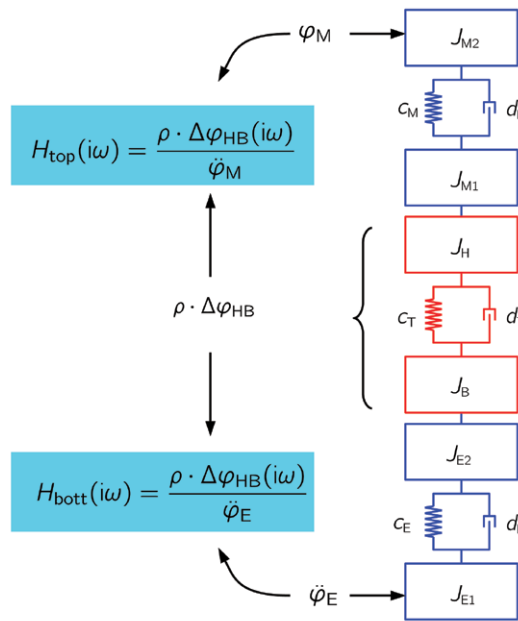 φ_M
J_M2
c_M
d
H_top(iω) = (ρ · Δφ_HB(iω)) / φ̈_M
J_M1
J_H
ρ · Δφ_HB
c_T
d
J_B
H_bott(iω) = (ρ · Δφ_HB(iω)) / φ̈_E
J_E2
c_E
d
φ̈_E
J_E1